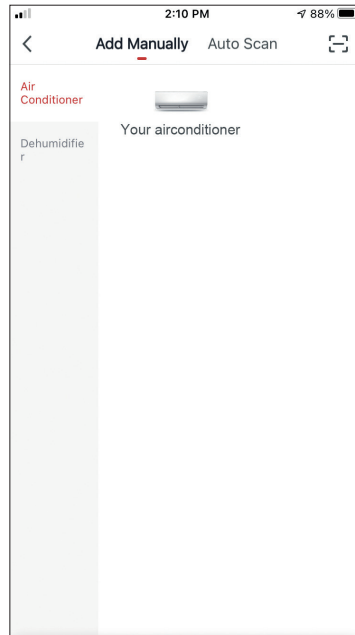 2:10 PM
88%
Add Manually Auto Scan
Air
Conditioner
Your airconditioner
Dehumidifie
r